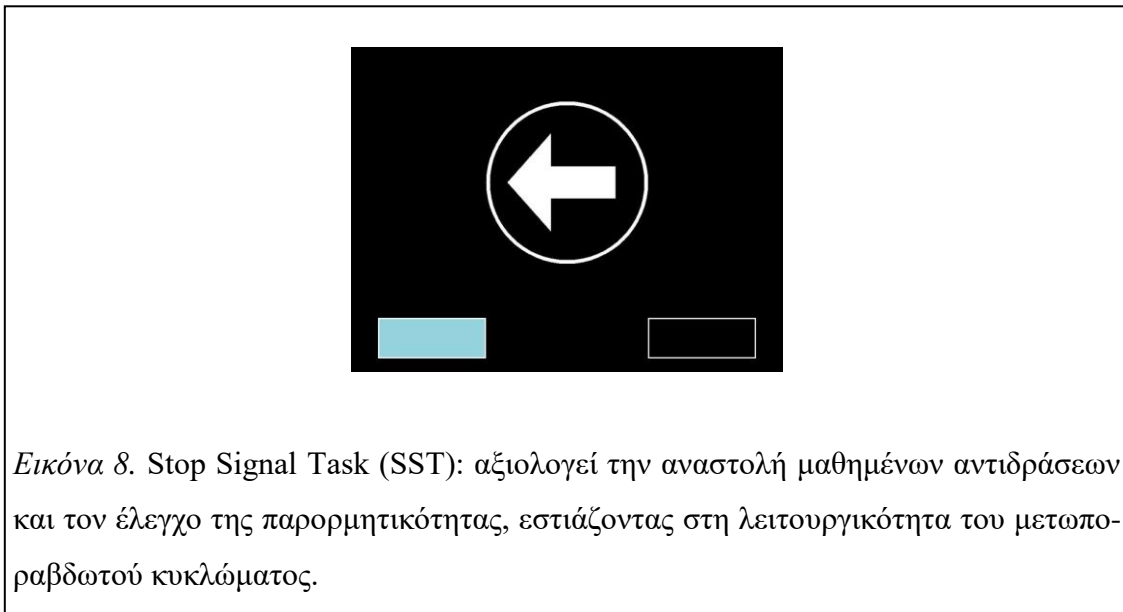 Εικόνα 8. Stop Signal Task (SST): αξιολογεί την αναστολή μαθημένων αντιδράσεων
και τον έλεγχο της παρορμητικότητας, εστιάζοντας στη λειτουργικότητα του μετωπο-
ραβδωτού κυκλώματος.